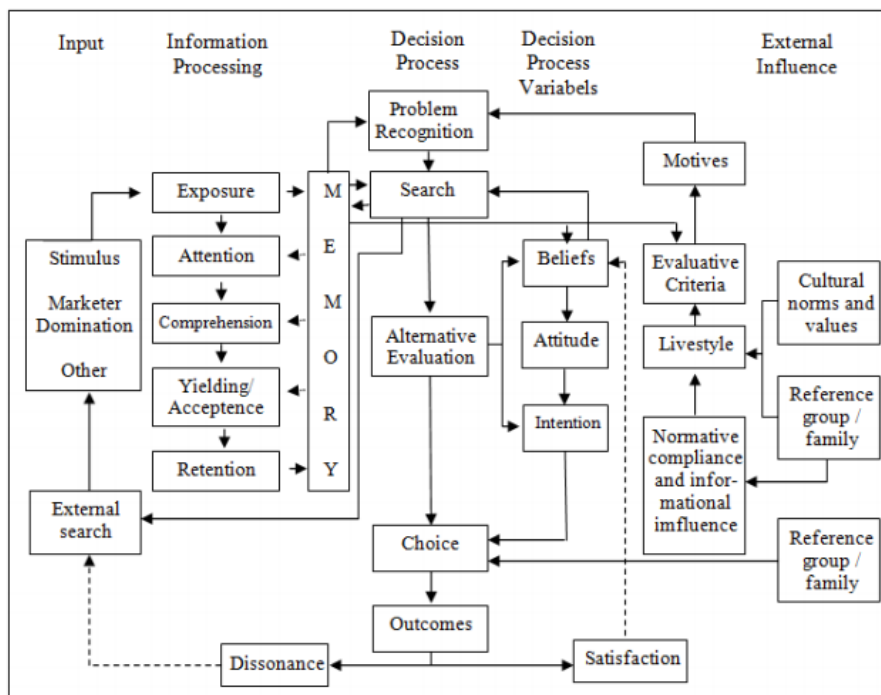 Input
Information
Processing
Decision
Process
Decision
Process
Variabels
External
Influence
Problem
Recognition
Motives
Exposure
M
E
M
O
R
Y
Search
Stimulus
Marketer
Domination
Other
Attention
Beliefs
Evaluative
Criteria
Cultural
norms and
values
Comprehension
Alternative
Evaluation
Attitude
Livestyle
Yielding/
Acceptence
Intention
Reference
group /
family
Normative
compliance
and infor-
mational
imfluence
Retention
External
search
Choice
Reference
group /
family
Outcomes
Dissonance
Satisfaction